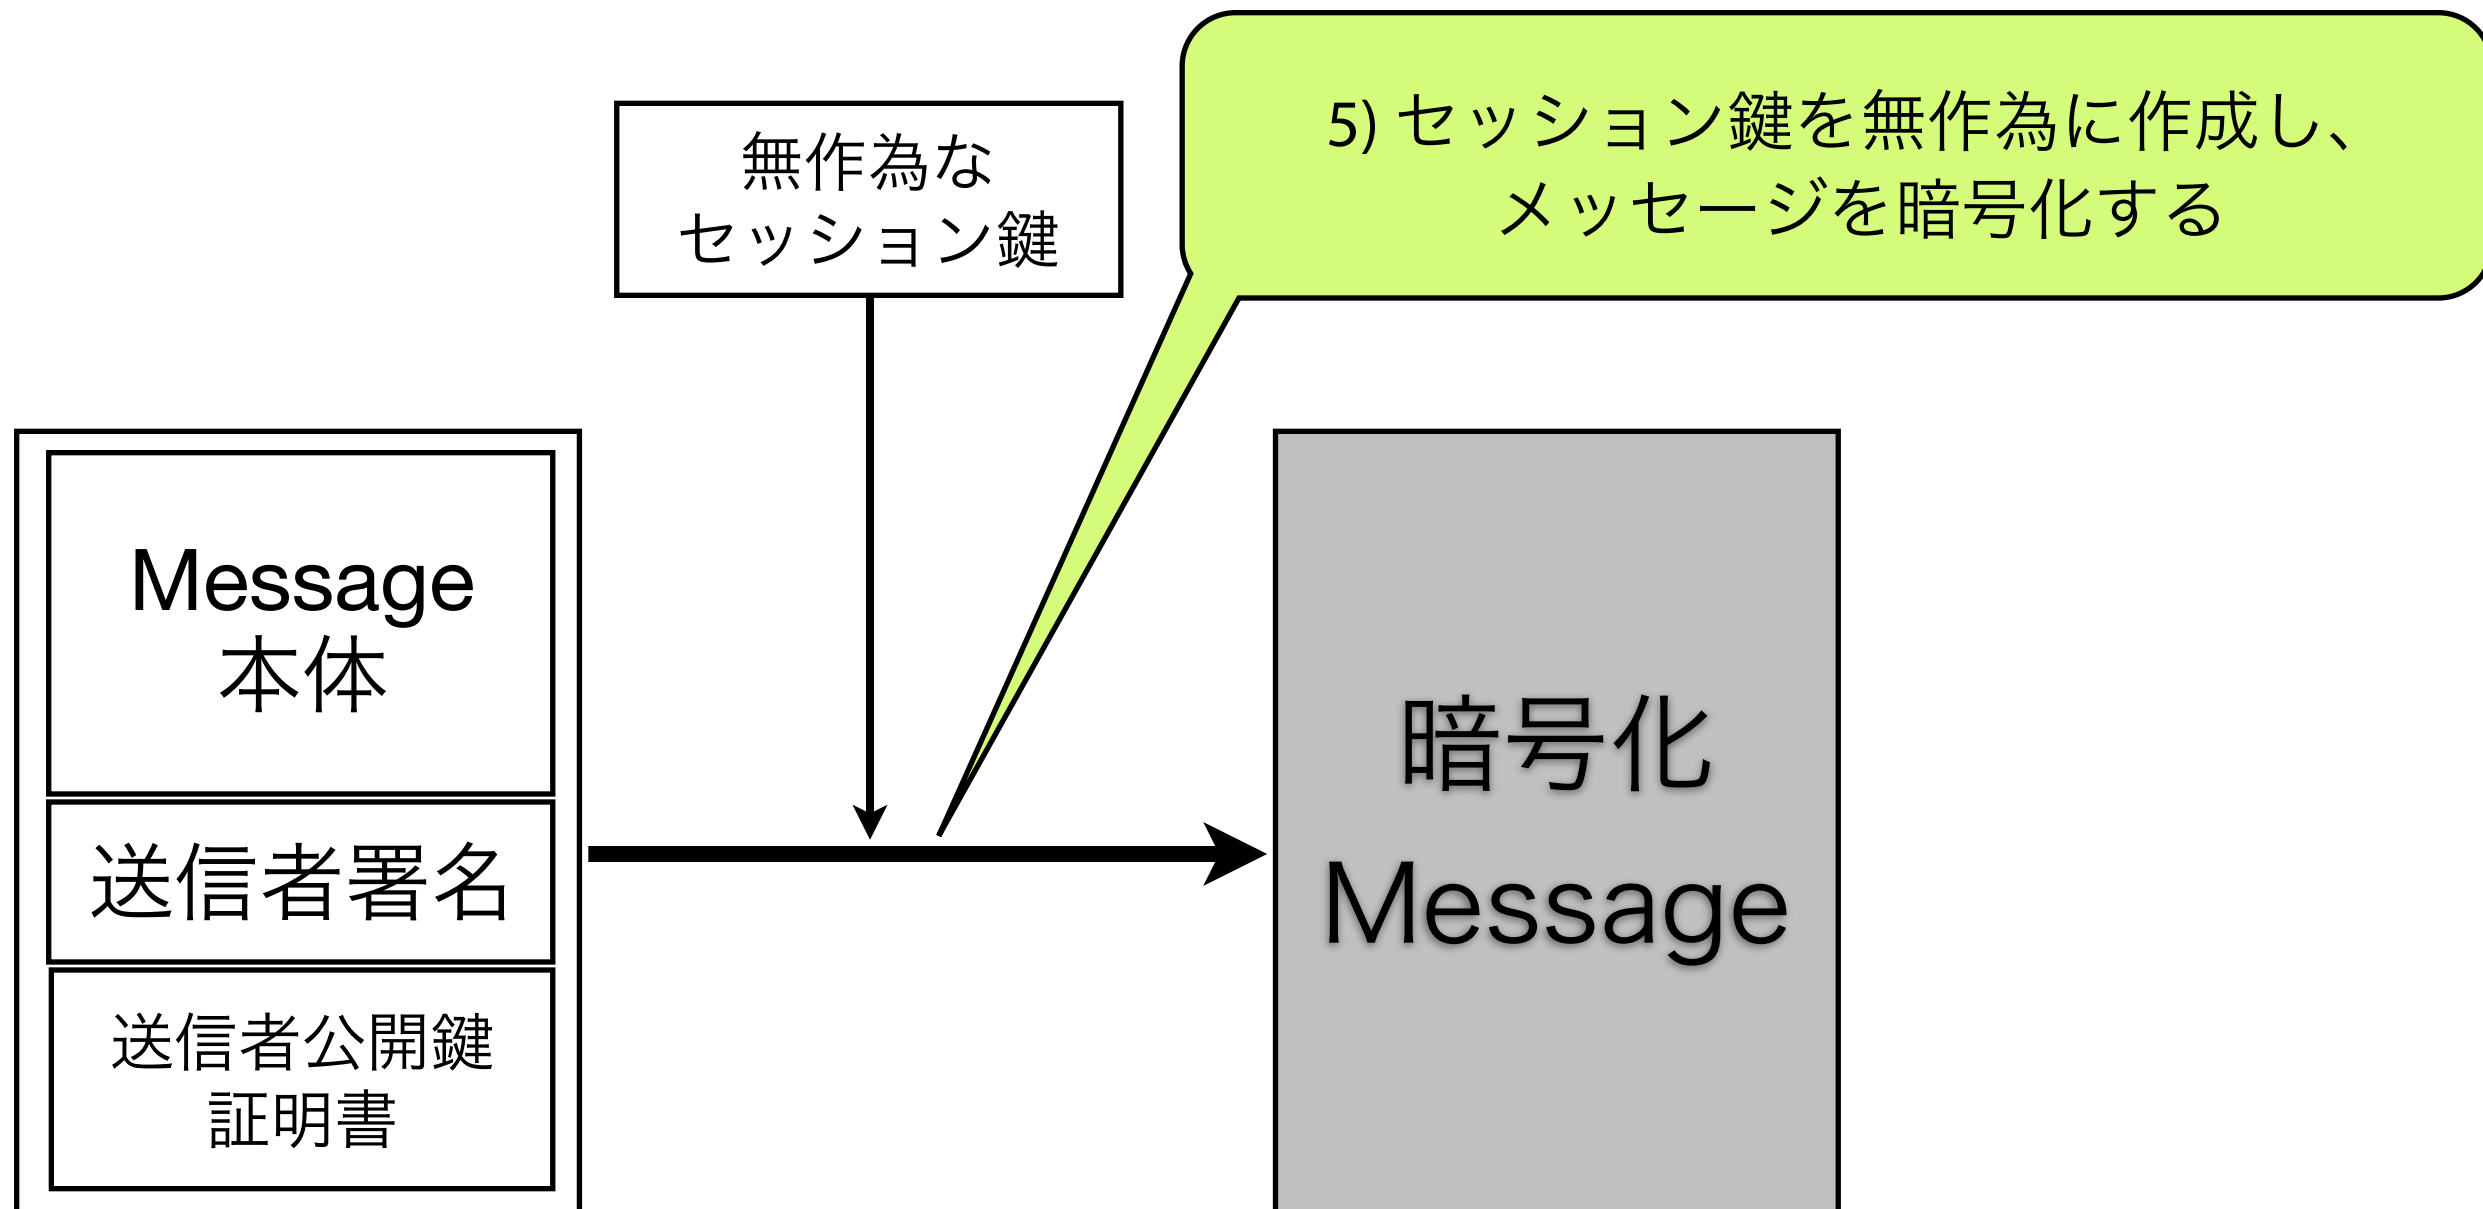 無作為な
セッション鍵
5) セッション鍵を無作為に作成し、
メッセージを暗号化する
Message
本体
送信者署名
送信者公開鍵
証明書
暗号化
Message